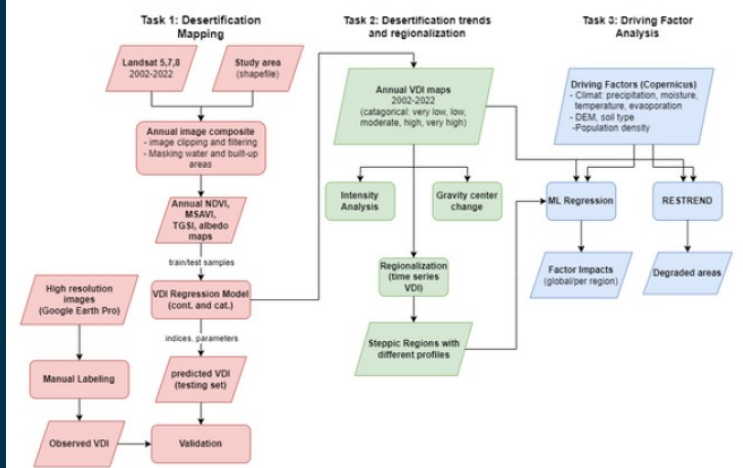 Task 1: Desertification
Mapping
Task 2: Desertification trends
and regionalization
Task 3: Driving Factor
Analysis
Landsat 5,7,8
2002-2022
Study area
(shapefile)
Annual image composite
- image clipping and filtering
- Masking water and built-up
areas
Annual NDVI,
MSAVI,
TGSI, albedo
maps
train/test samples
High resolution
images
(Google Earth Pro)
VDI Regression Model
(cont. and cat.)
indices, parameters
Manual Labeling
predicted VDI
(testing set)
Observed VDI
Validation
Annual VDI maps
2002-2022
(catagorical: very low, low,
moderate, high, very high)
Intensity
Analysis
Gravity center
change
Regionalization
(time series
VDI)
Steppic Regions with
different profiles
Driving Factors (Copernicus)
- Climat: precipitation, moisture,
temperature, evaoporation
- DEM, soil type
-Population density
ML Regression
RESTREND
Factor Impacts
(global/per region)
Degraded areas